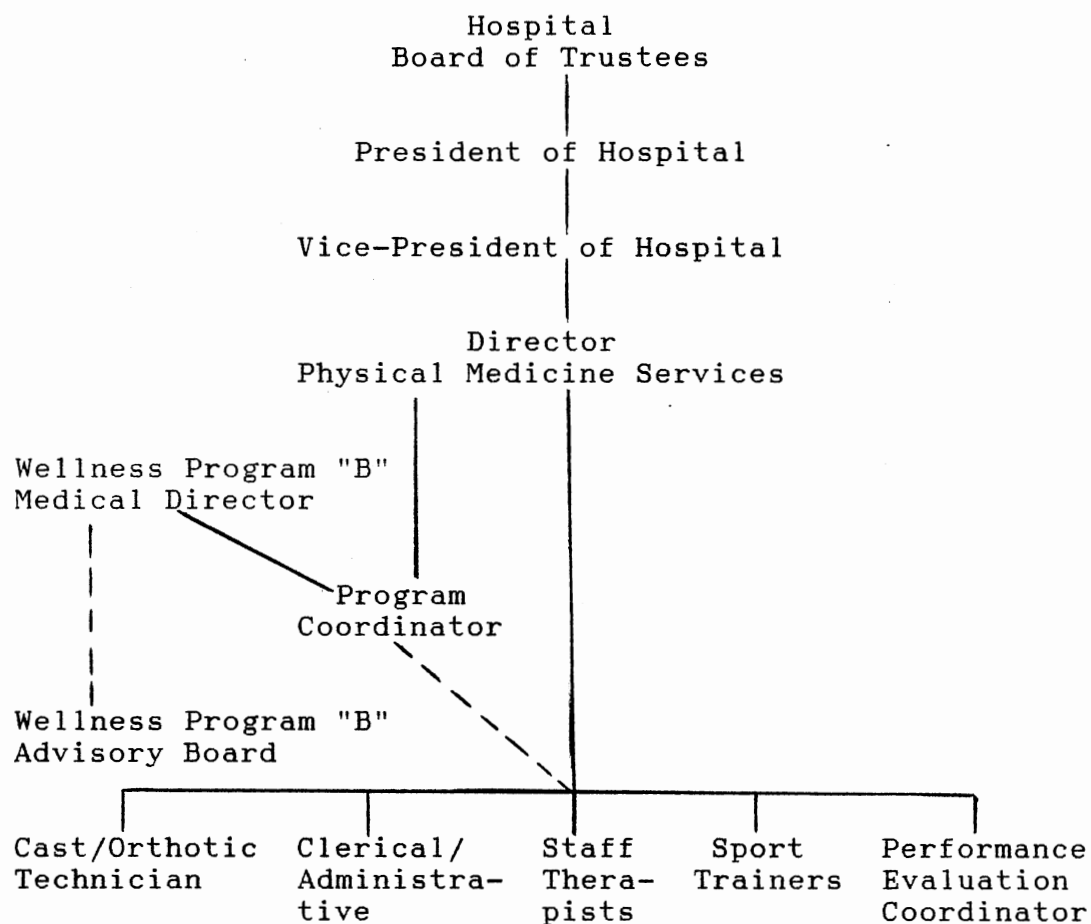 Hospital
Board of Trustees
President of Hospital
Vice-President of Hospital
Director
Physical Medicine Services
Wellness Program "B"
Medical Director
Program
Coordinator
Wellness Program "B"
Advisory Board
Cast/Orthotic
Technician
Clerical/
Administra-
tive
Staff
Thera-
pists
Sport
Trainers
Performance
Evaluation
Coordinator